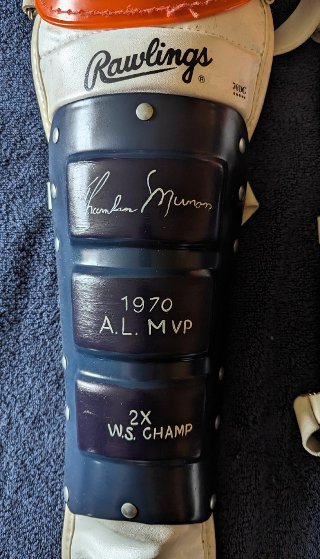 Rawlings
®
Thurman Munson
1970
A.L. MVP
2X
W.S. CHAMP